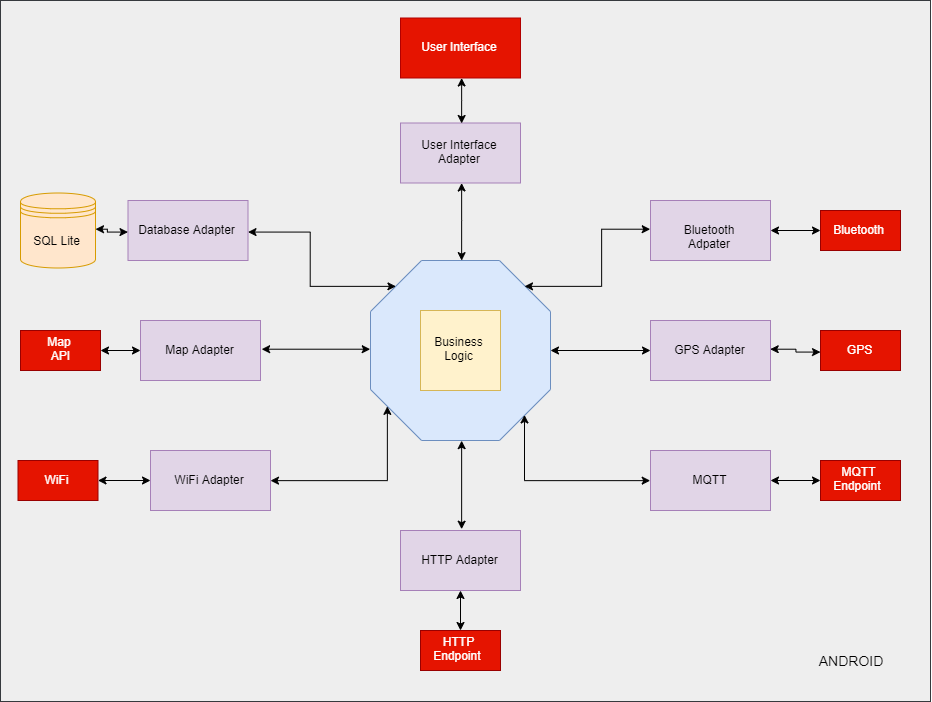 User Interface
User Interface
Adapter
SQL Lite
Database Adapter
Bluetooth
Adpater
Bluetooth
Map
API
Map Adapter
Business
Logic
GPS Adapter
GPS
WiFi
WiFi Adapter
MQTT
MQTT
Endpoint
HTTP Adapter
HTTP
Endpoint
ANDROID